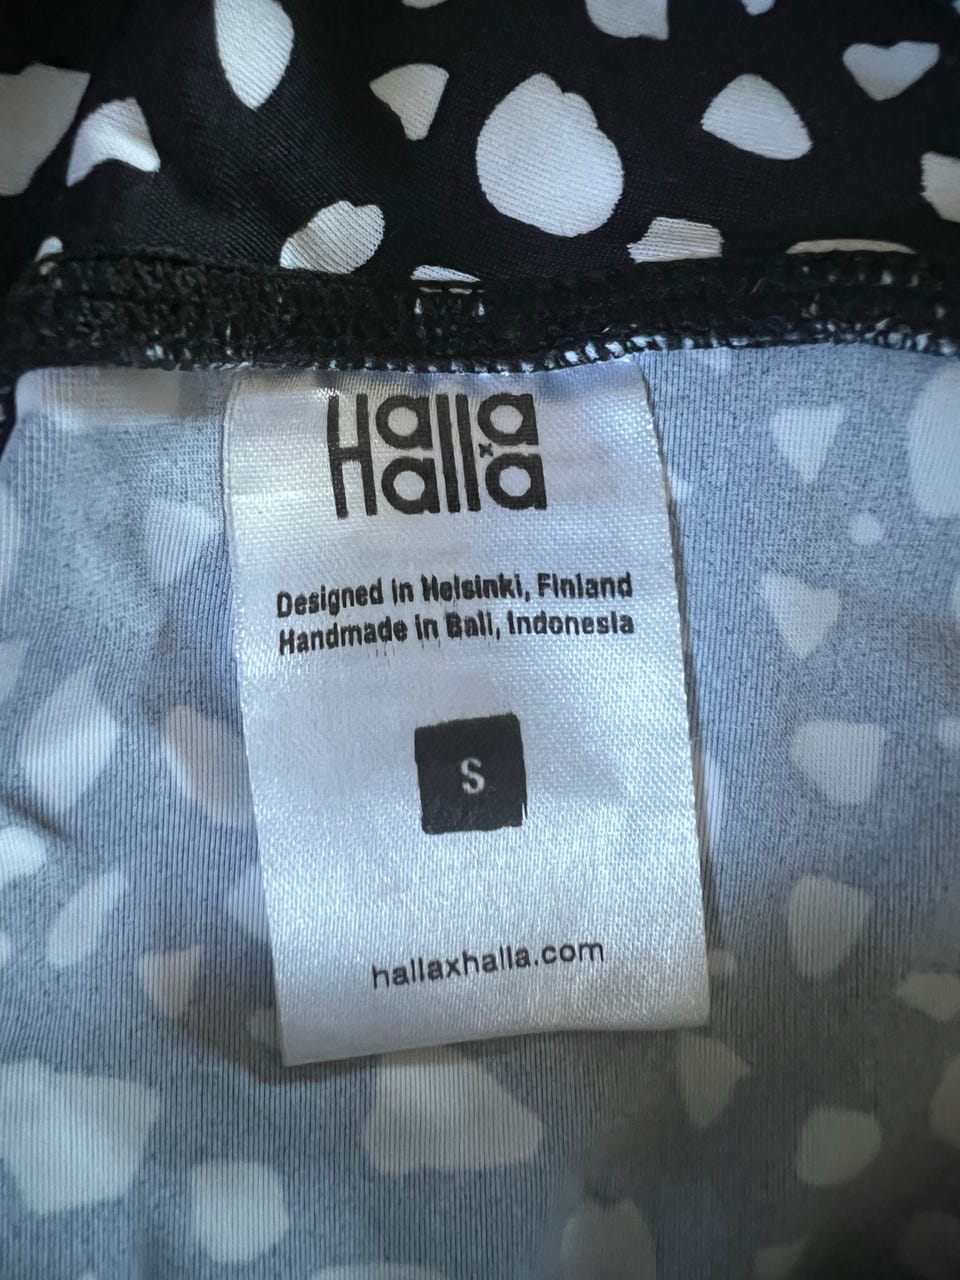 Halla
x
Halla
Designed in Helsinki, Finland
Handmade in Bali, Indonesia
S
hallaxhalla.com